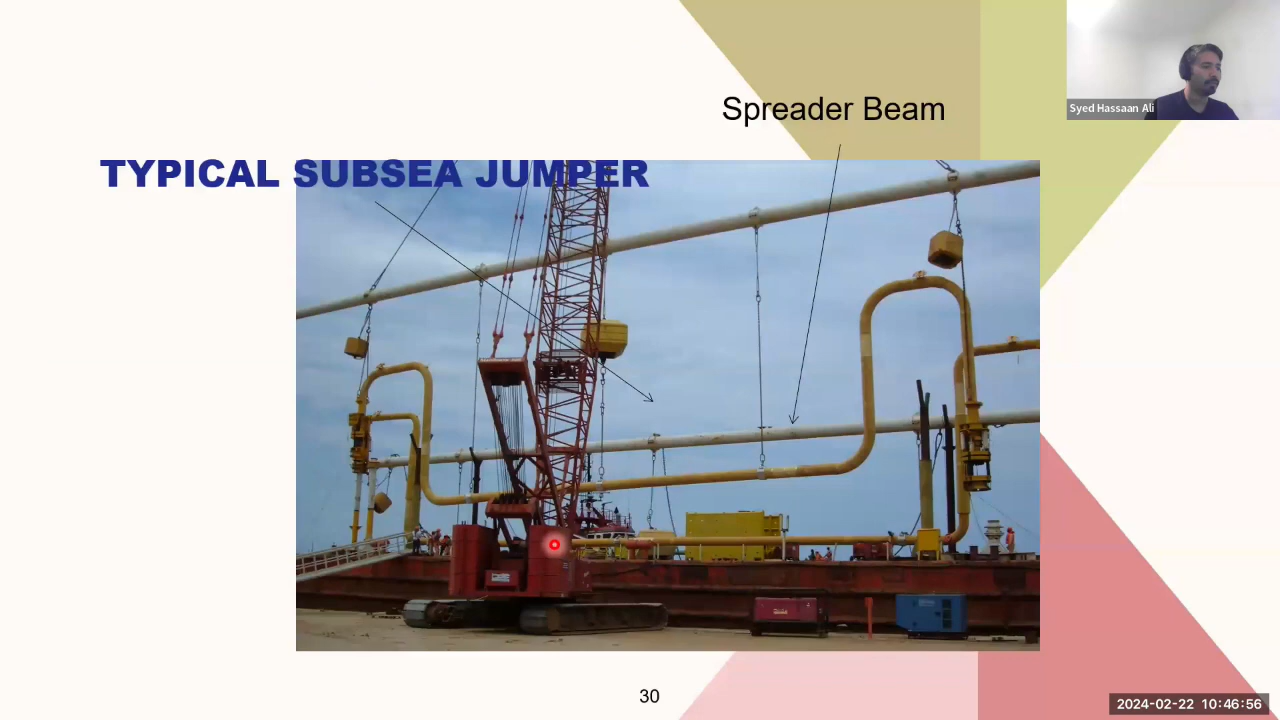 Syed Hassaan Ali
Spreader Beam
TYPICAL SUBSEA JUMPER
30
2024-02-22 10:46:56